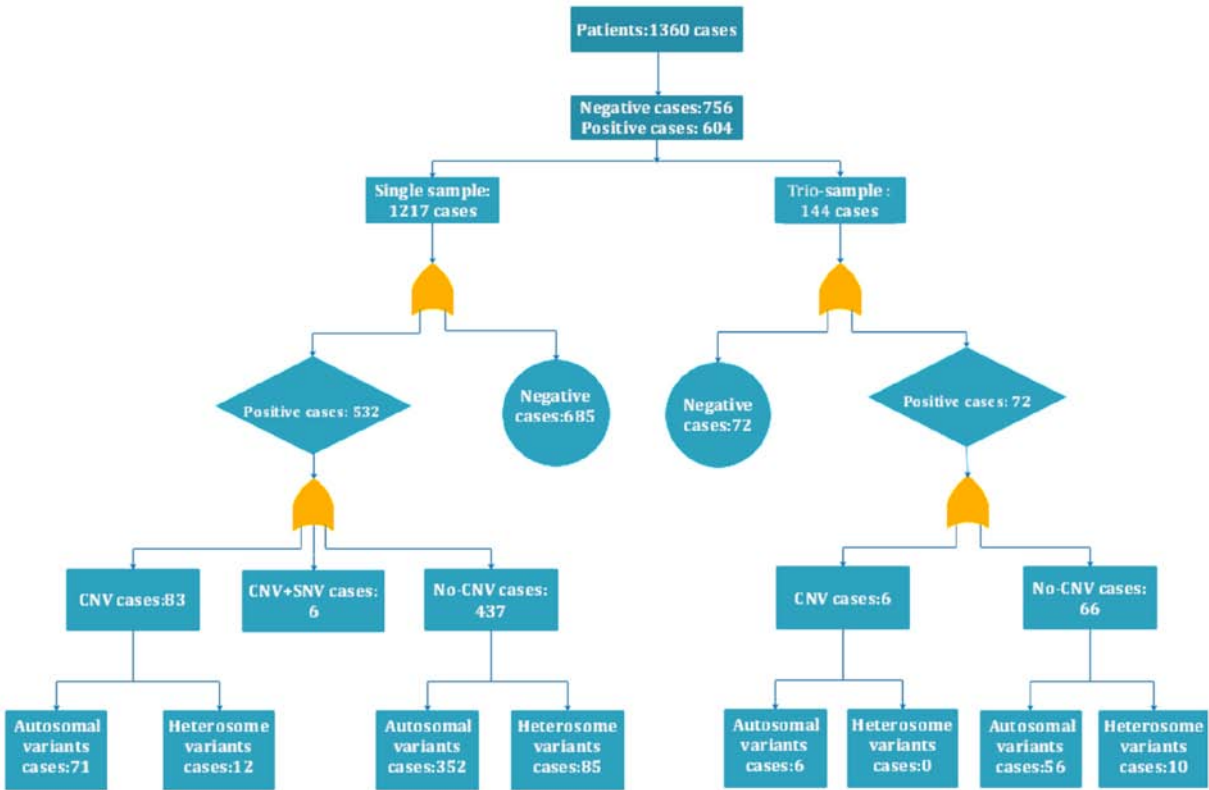 Patients:1360 cases
Negative cases:756
Positive cases: 604
Single sample:
1217 cases
Trio-sample :
144 cases
Positive cases: 532
Negative
cases:685
Negative
cases:72
Positive cases: 72
CNV cases:83
CNV+SNV cases:
6
No-CNV cases:
437
CNV cases:6
No-CNV cases:
66
Autosomal
variants
cases:71
Heterosome
variants
cases:12
Autosomal
variants
cases:352
Heterosome
variants
cases:85
Autosomal
variants
cases:6
Heterosome
variants
cases:0
Autosomal
variants
cases:56
Heterosome
variants
cases:10